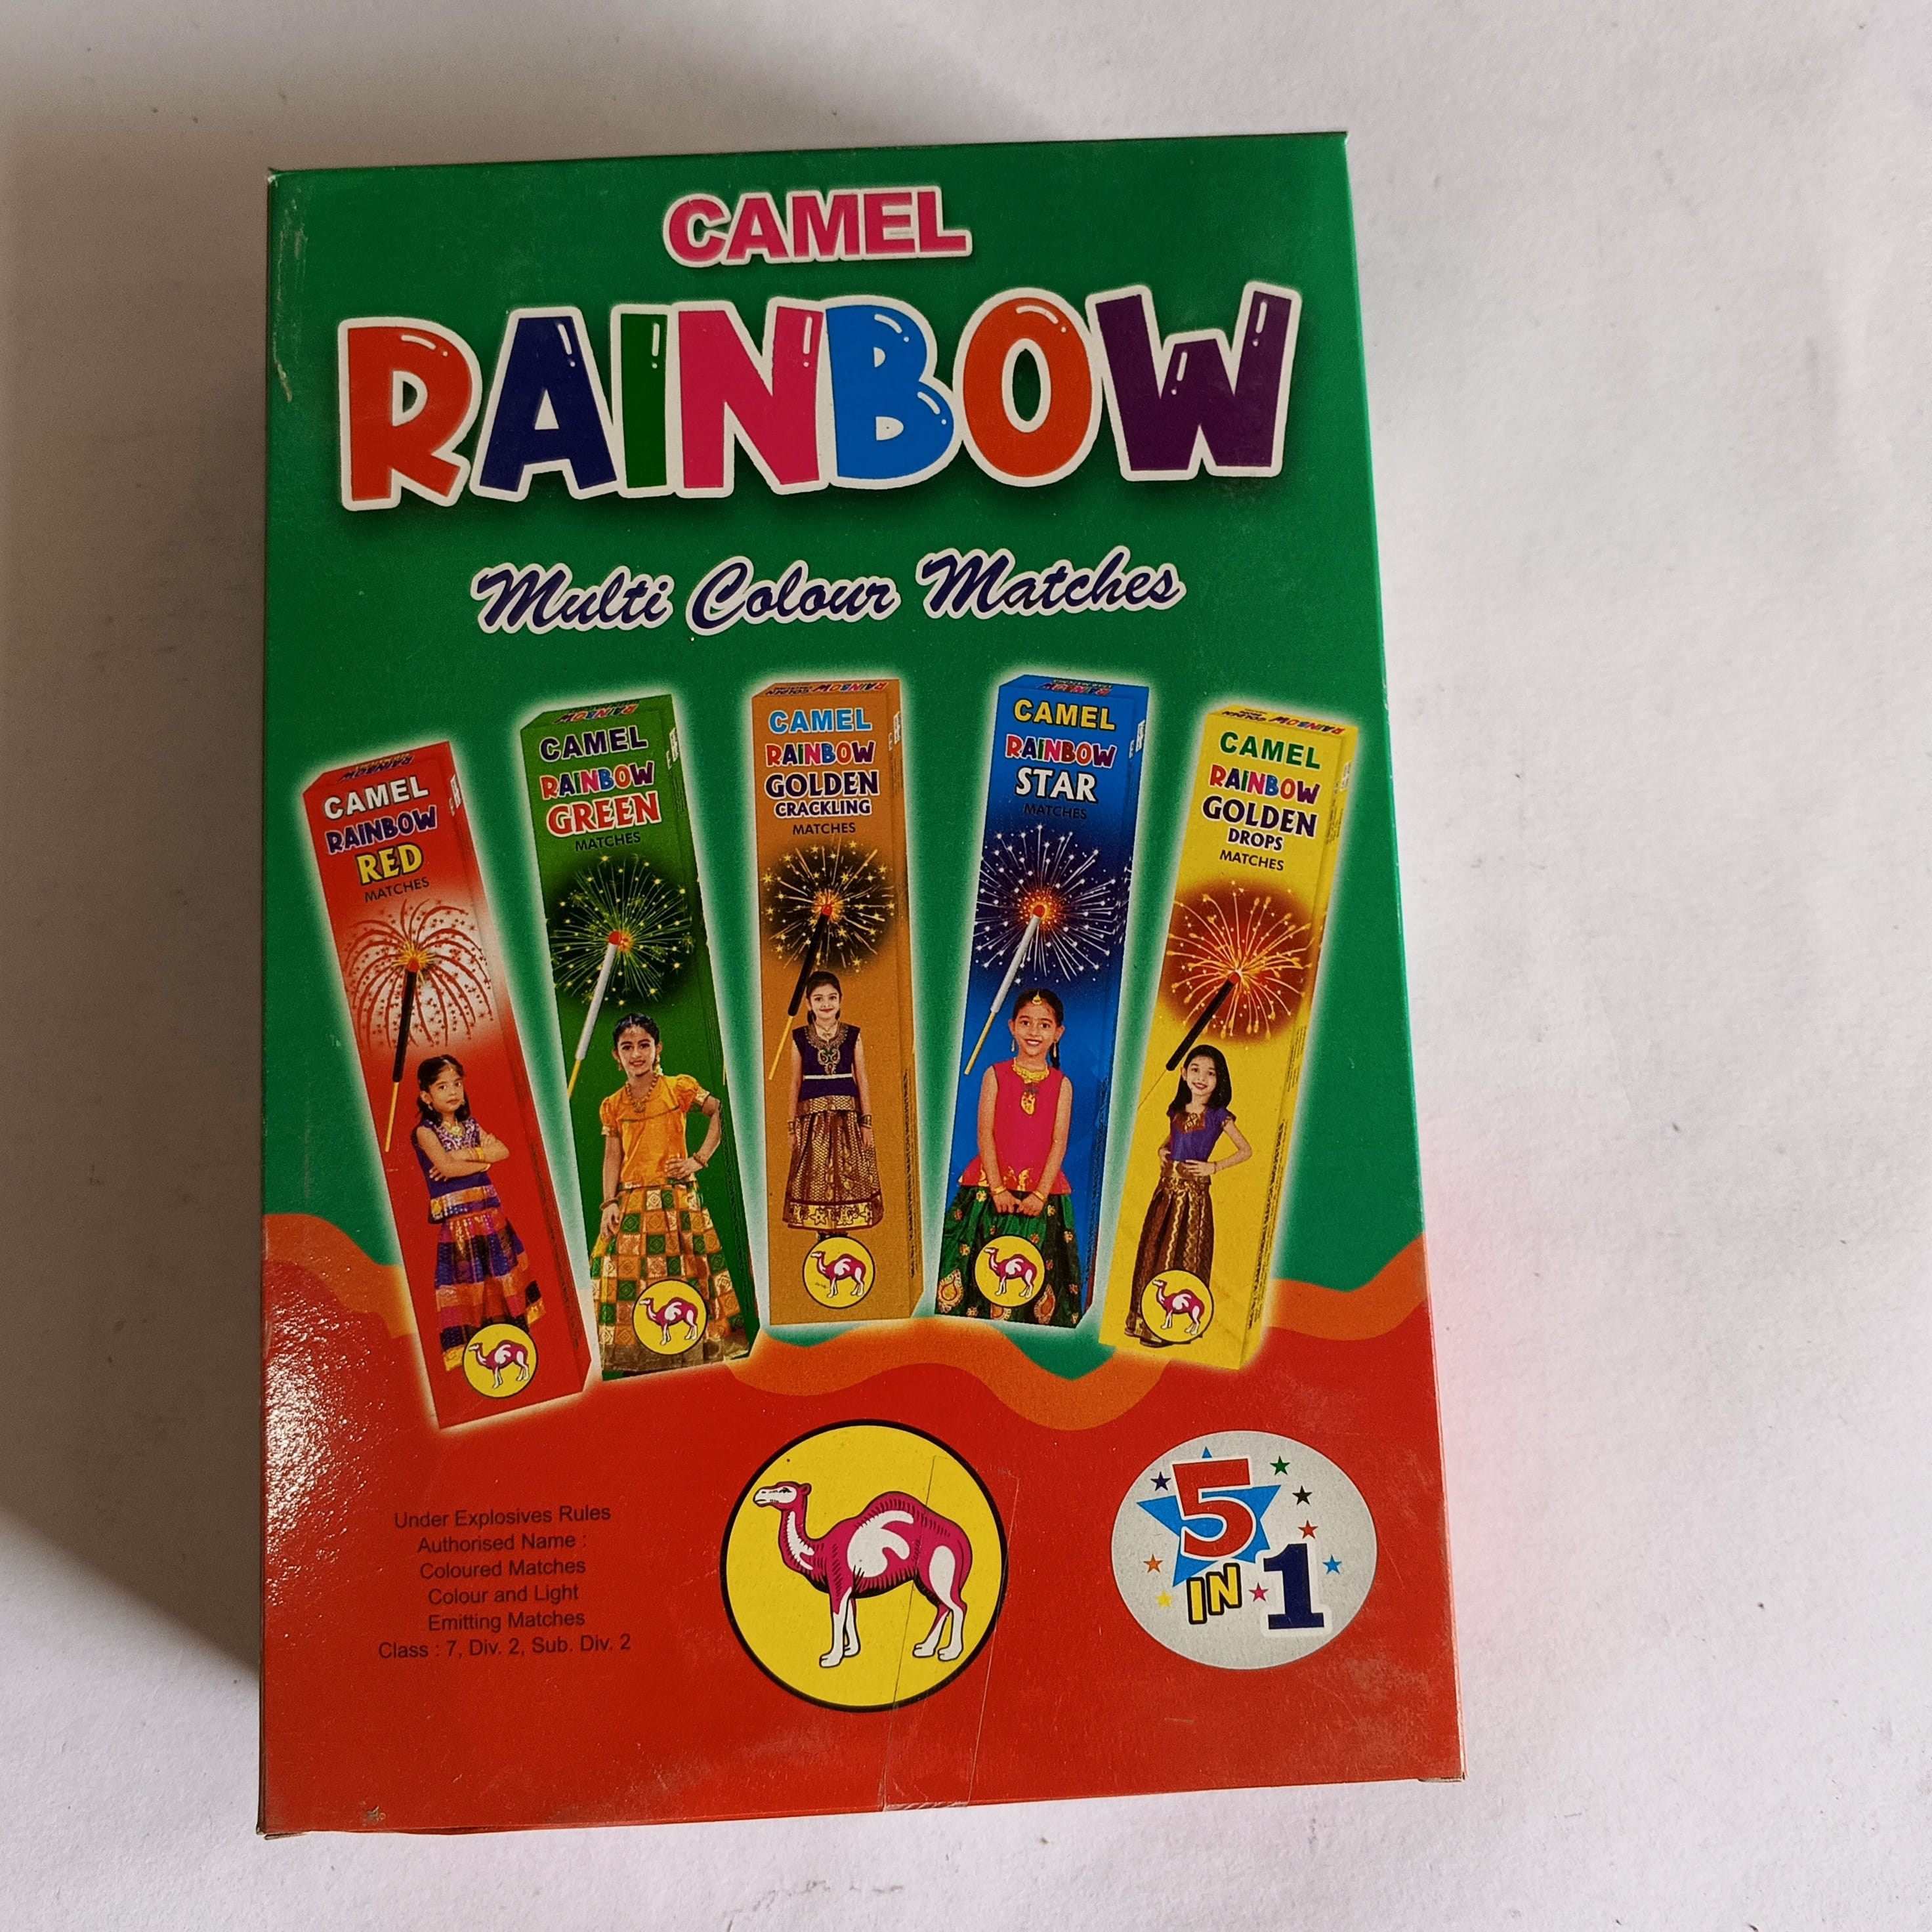 CAMEL
RAINBOW
Multi Colour Matches
CAMEL
RAINBOW
RED
MATCHES
CAMEL
RAINBOW
GREEN
MATCHES
CAMEL
RAINBOW
GOLDEN
CRACKLING
MATCHES
CAMEL
RAINBOW
STAR
MATCHES
CAMEL
RAINBOW
GOLDEN
DROPS
MATCHES
Under Explosives Rules
Authorised Name :
Coloured Matches
Colour and Light
Emitting Matches
Class : 7, Div. 2, Sub. Div. 2
5
IN 1